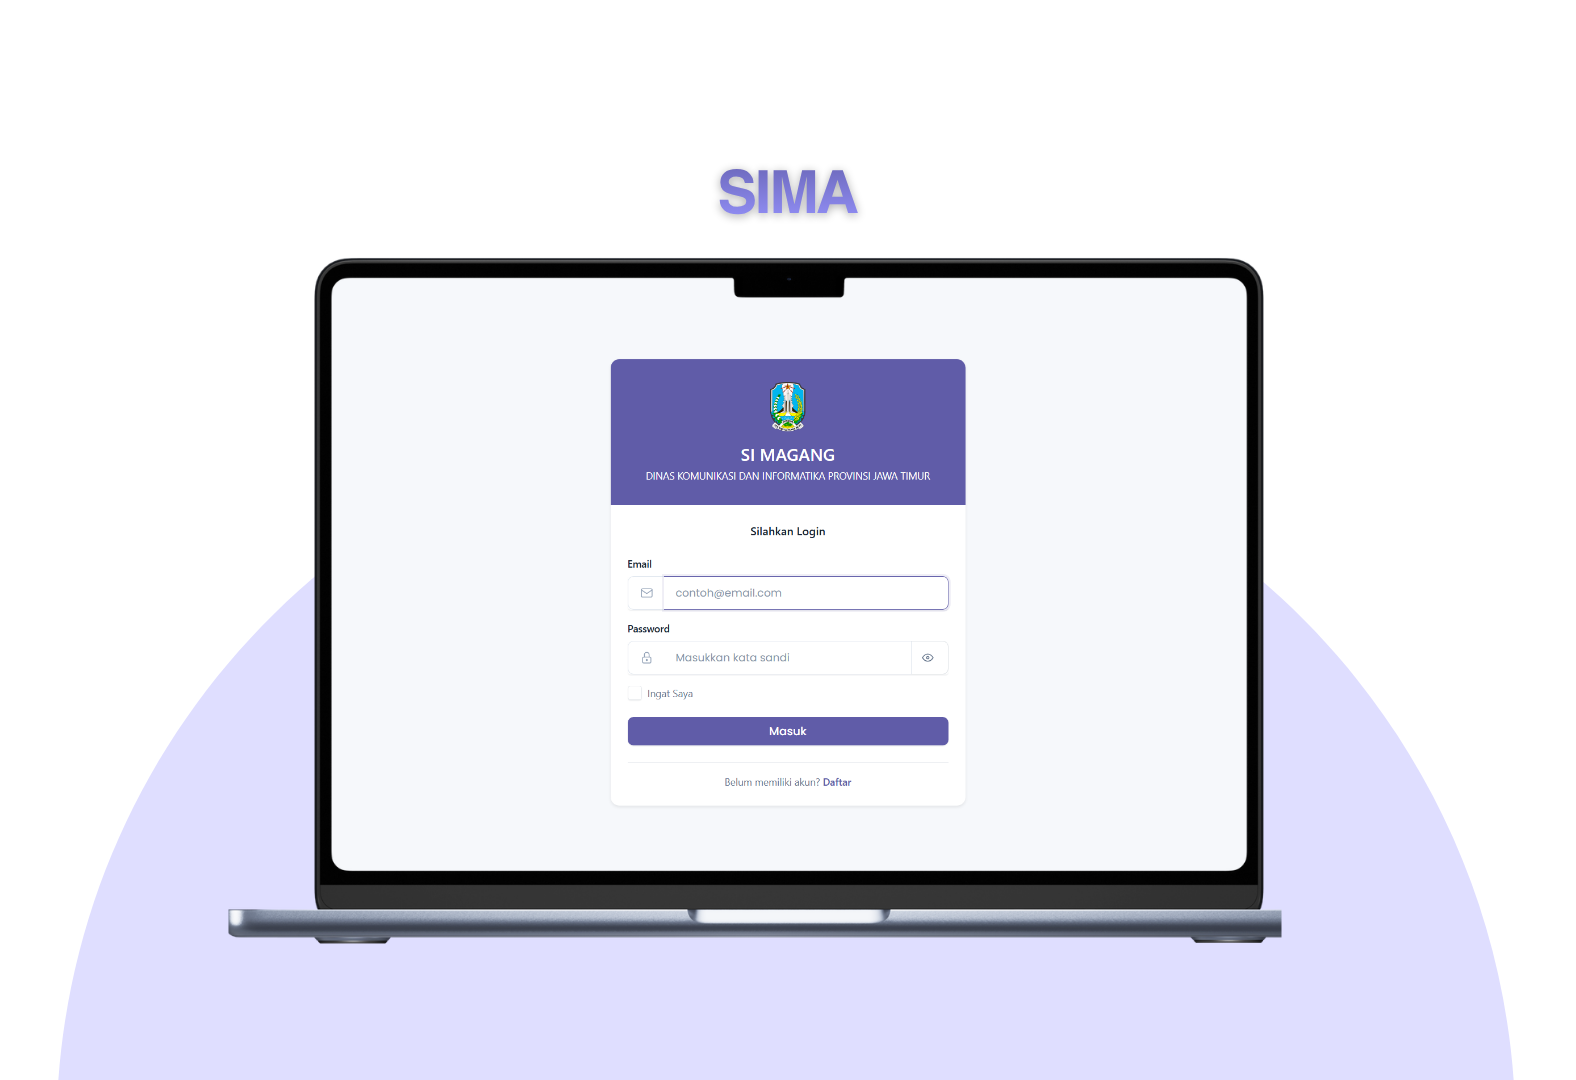 SIMA
SI MAGANG
DINAS KOMUNIKASI DAN INFORMATIKA PROVINSI JAWA TIMUR
Silahkan Login
Email
contoh@email.com
Password
Masukkan kata sandi
Ingat Saya
Masuk
Belum memiliki akun? Daftar